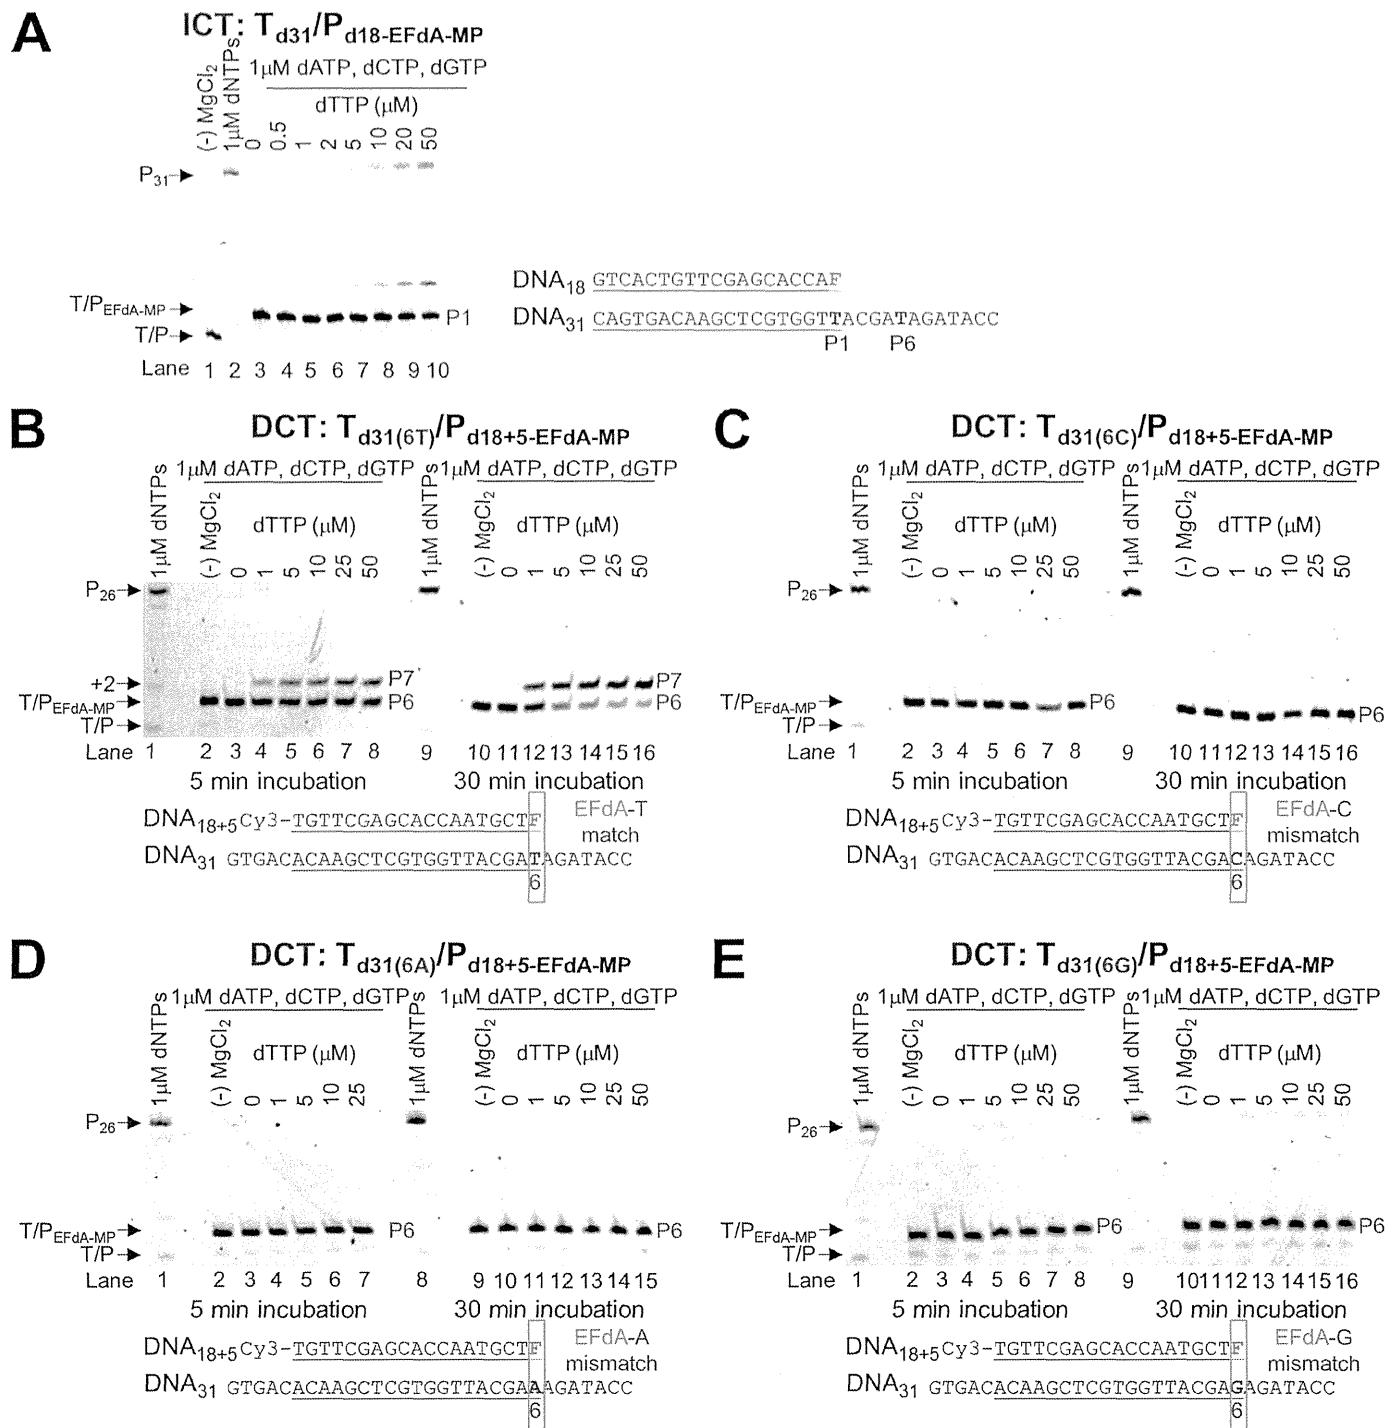 A
ICT: Td31/Pd18-EFdA-MP
(-) MgCl2
1μM dNTPs
1μM dATP, dCTP, dGTP
dTTP (μM)
0 0.5 1 2 5 10 20 50
P31
T/PEFdA-MP
P1
T/P
Lane 1 2 3 4 5 6 7 8 9 10
DNA18 GTCACTGTTCGAGCACCAF
DNA31 CAGTGACAAGCTCGTGGTTACGATAGATACC
P1 P6
B
DCT: Td31(6T)/Pd18+5-EFdA-MP
1μM dNTPs
1μM dATP, dCTP, dGTP
(-) MgCl2
dTTP (μM)
0 1 5 10 25 50
1μM dNTPs
1μM dATP, dCTP, dGTP
(-) MgCl2
dTTP (μM)
0 1 5 10 25 50
P26
+2
P7
P7
T/PEFdA-MP
P6
P6
T/P
Lane 1 2 3 4 5 6 7 8 9 10 11 12 13 14 15 16
5 min incubation
30 min incubation
DNA18+5 Cy3-TGTTCGAGCACCAATGCTF
EFdA-T
match
DNA31 GTGACACAAGCTCGTGGTTACGATAGATACC
6
C
DCT: Td31(6C)/Pd18+5-EFdA-MP
1μM dNTPs
1μM dATP, dCTP, dGTP
(-) MgCl2
dTTP (μM)
0 1 5 10 25 50
1μM dNTPs
1μM dATP, dCTP, dGTP
(-) MgCl2
dTTP (μM)
0 1 5 10 25 50
P26
T/PEFdA-MP
P6
P6
T/P
Lane 1 2 3 4 5 6 7 8 9 10 11 12 13 14 15 16
5 min incubation
30 min incubation
DNA18+5 Cy3-TGTTCGAGCACCAATGCTF
EFdA-C
mismatch
DNA31 GTGACACAAGCTCGTGGTTACGACAGATACC
6
D
DCT: Td31(6A)/Pd18+5-EFdA-MP
1μM dNTPs
1μM dATP, dCTP, dGTP
(-) MgCl2
dTTP (μM)
0 1 5 10 25
1μM dNTPs
1μM dATP, dCTP, dGTP
(-) MgCl2
dTTP (μM)
0 1 5 10 25 50
P26
T/PEFdA-MP
P6
P6
T/P
Lane 1 2 3 4 5 6 7 8 9 10 11 12 13 14 15
5 min incubation
30 min incubation
DNA18+5 Cy3-TGTTCGAGCACCAATGCTF
EFdA-A
mismatch
DNA31 GTGACACAAGCTCGTGGTTACGAAAGATACC
6
E
DCT: Td31(6G)/Pd18+5-EFdA-MP
1μM dNTPs
1μM dATP, dCTP, dGTP
(-) MgCl2
dTTP (μM)
0 1 5 10 25 50
1μM dNTPs
1μM dATP, dCTP, dGTP
(-) MgCl2
dTTP (μM)
0 1 5 10 25 50
P26
T/PEFdA-MP
P6
P6
T/P
Lane 1 2 3 4 5 6 7 8 9 10 11 12 13 14 15 16
5 min incubation
30 min incubation
DNA18+5 Cy3-TGTTCGAGCACCAATGCTF
EFdA-G
mismatch
DNA31 GTGACACAAGCTCGTGGTTACGAGAGATACC
6